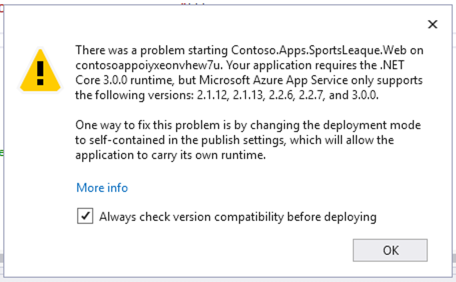 There was a problem starting Contoso.Apps.SportsLeaque.Web on
contosoappoiyxeonvhew7u. Your application requires the .NET
Core 3.0.0 runtime, but Microsoft Azure App Service only supports
the following versions: 2.1.12, 2.1.13, 2.2.6, 2.2.7, and 3.0.0.
One way to fix this problem is by changing the deployment mode
to self-contained in the publish settings, which will allow the
application to carry its own runtime.
More info
Always check version compatibility before deploying
OK